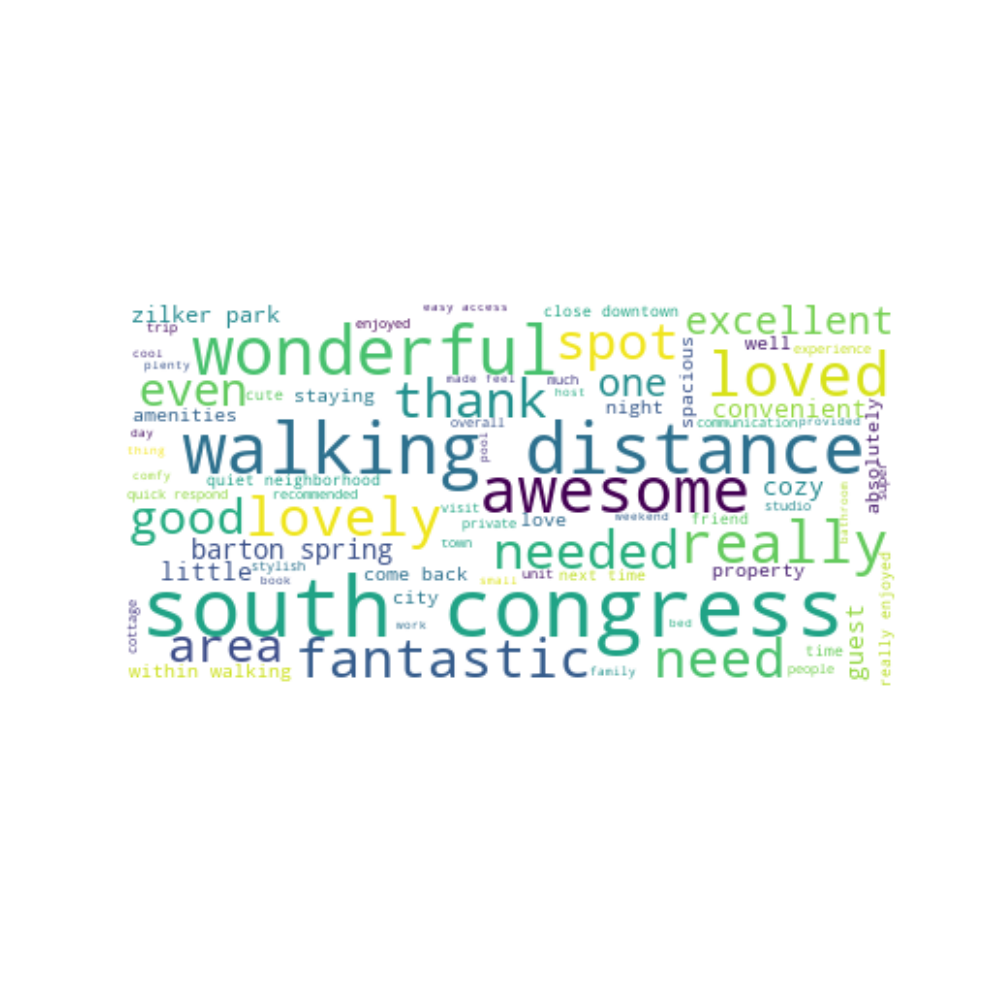 easy access
zilker park
close downtown
excellent
trip
enjoyed
wonderful
spot
well
experience
cool
plenty
made feel
much
one
spacious
loved
even
cute
staying
thank
host
night
convenient
amenities
overall
communication
provided
absolutely
day
thing
walking distance
pool
comfy
quiet neighborhood
awesome
cozy
super
quick respond
recommended
good
lovely
visit
private
love
weekend
friend
studio
bathroom
barton spring
town
needed
really
little
stylish
book
come back
small
unit
next time
property
really enjoyed
cottage
south congress
city
work
bed
guest
area
fantastic
need
time
within walking
family
people